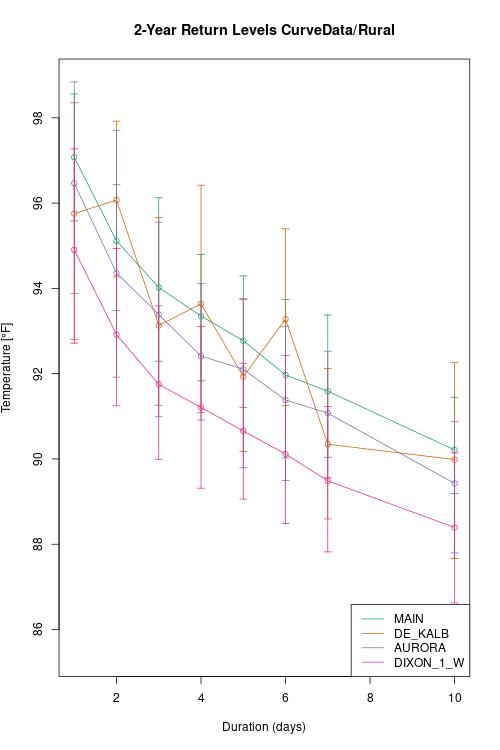 2-Year Return Levels CurveData/Rural
98
96
94
92
90
88
86
Temperature [°F]
MAIN
DE_KALB
AURORA
DIXON_1_W
2
4
6
8
10
Duration (days)